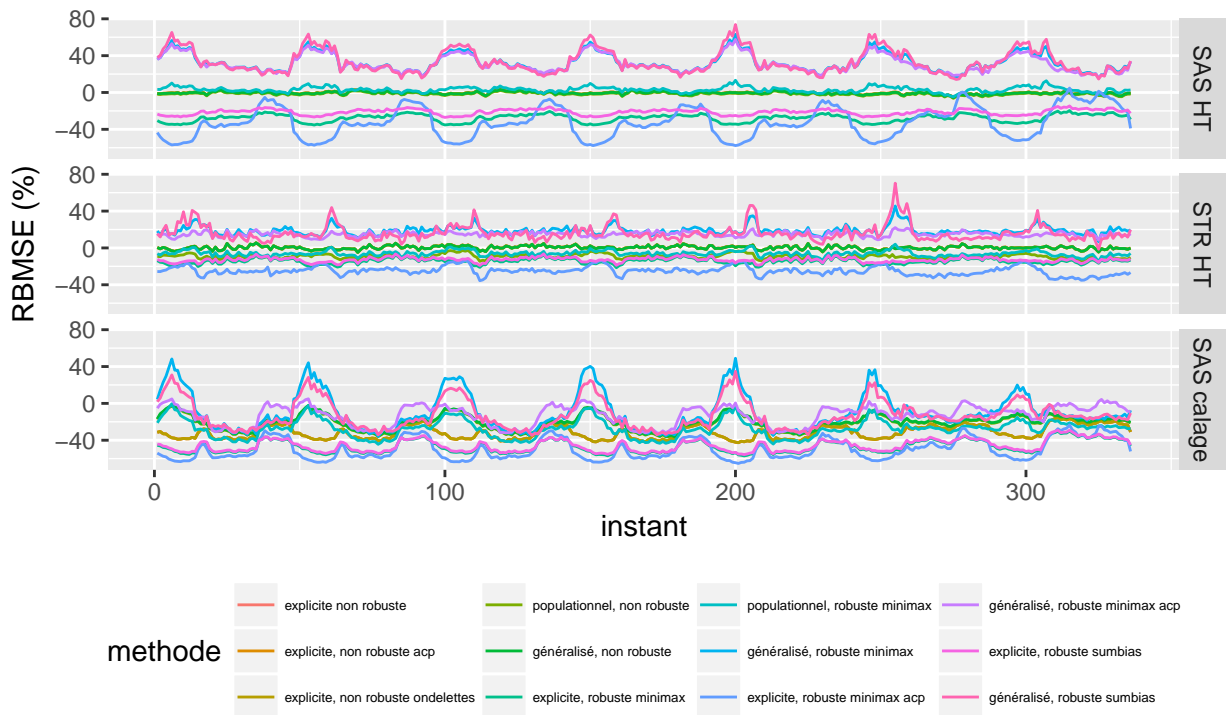 80
40
0
−40
SAS HT
80
40
0
−40
STR HT
80
40
0
−40
SAS calage
RBMSE (%)
0
100
200
300
instant
methode
explicite non robuste
populationnel, non robuste
populationnel, robuste minimax
généralisé, robuste minimax acp
explicite, non robuste acp
généralisé, non robuste
généralisé, robuste minimax
explicite, robuste sumbias
explicite, non robuste ondelettes
explicite, robuste minimax
explicite, robuste minimax acp
généralisé, robuste sumbias